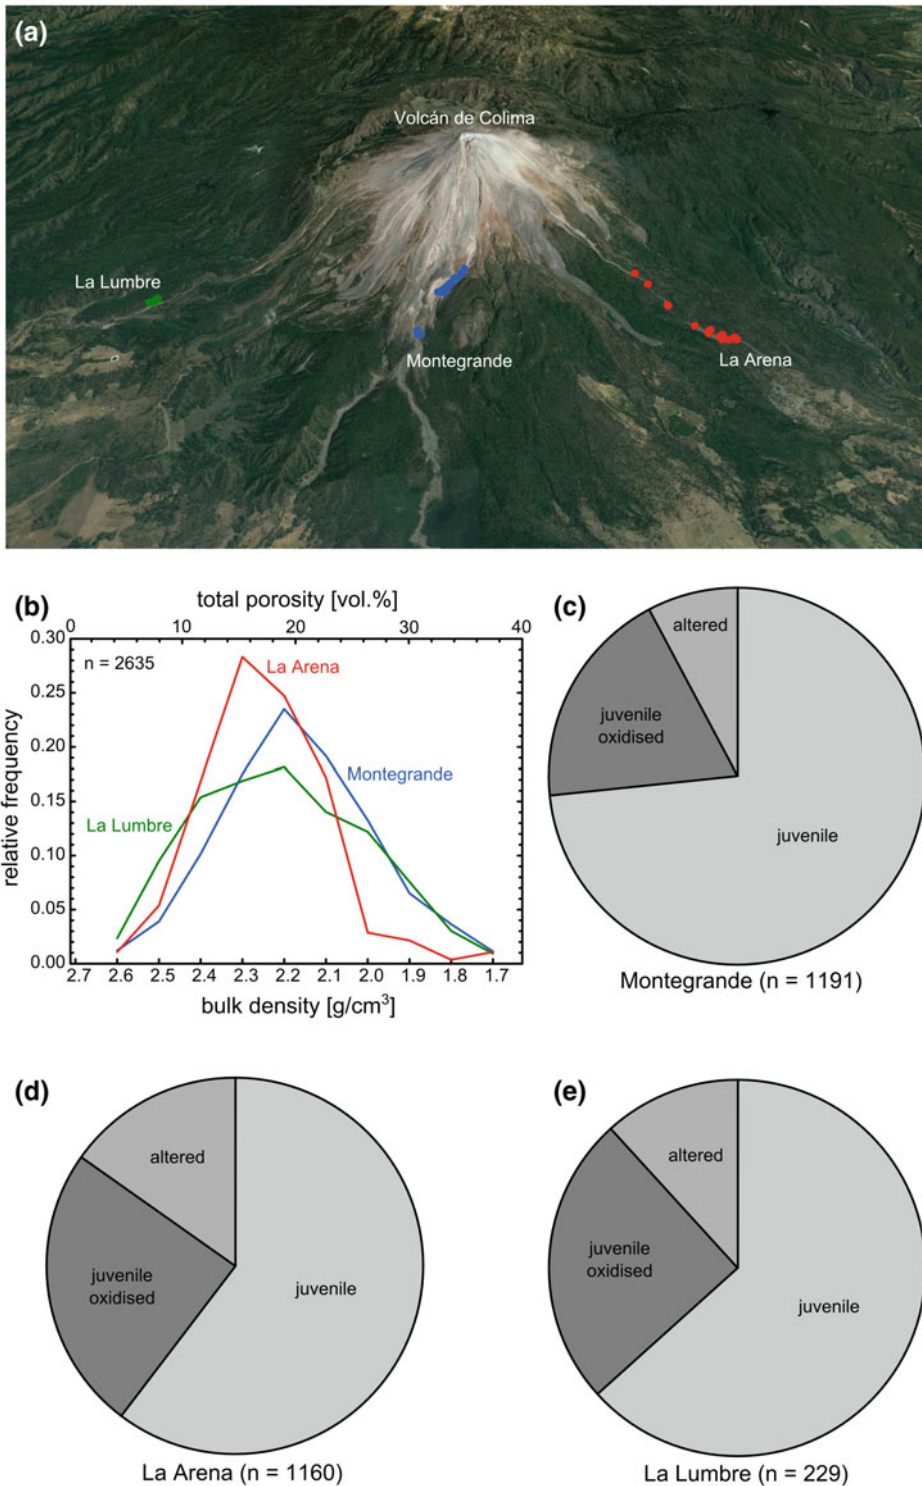 (a)
Volcán de Colima
La Lumbre
Montegrande
La Arena
(b)
total porosity [vol.%]
0 10 20 30 40
0.30
0.25
0.20
0.15
0.10
0.05
0.00
relative frequency
n = 2635
La Arena
Montegrande
La Lumbre
2.7 2.6 2.5 2.4 2.3 2.2 2.1 2.0 1.9 1.8 1.7
bulk density [g/cm³]
(c)
altered
juvenile
oxidised
juvenile
Montegrande (n = 1191)
(d)
altered
juvenile
oxidised
juvenile
La Arena (n = 1160)
(e)
altered
juvenile
oxidised
juvenile
La Lumbre (n = 229)